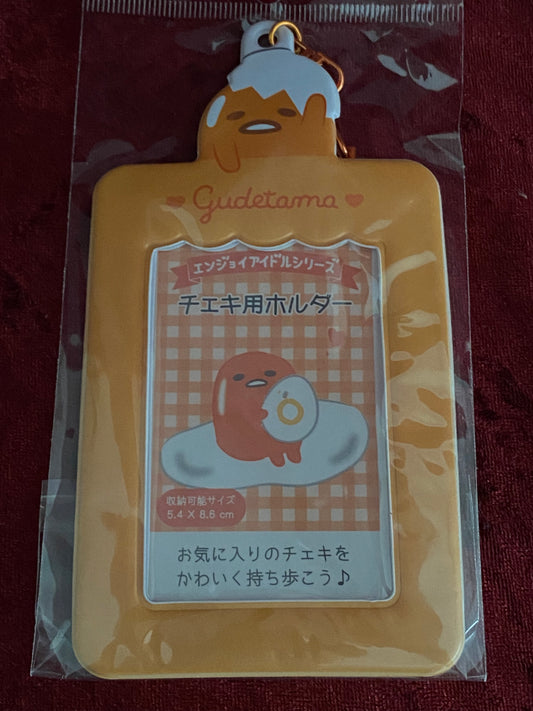 Gudetama
エンジョイアイドルシリーズ
チェキ用ホルダー
収納可能サイズ
5.4 X 8.6 cm
お気に入りのチェキを
かわいく持ち歩こう♪